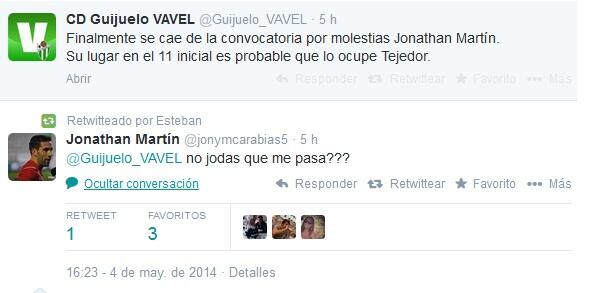 CD Guijuelo VAVEL @Guijuelo_VAVEL · 5 h
Finalmente se cae de la convocatoria por molestias Jonathan Martín.
Su lugar en el 11 inicial es probable que lo ocupe Tejedor.
Abrir Responder Retwittear Favorito Más
Retwitteado por Esteban
Jonathan Martín @jonymcarabias5 · 5 h
@Guijuelo_VAVEL no jodas que me pasa???
Ocultar conversación Responder Retwittear Favorito Más
RETWEET FAVORITOS
1 3
16:23 - 4 de may. de 2014 · Detalles